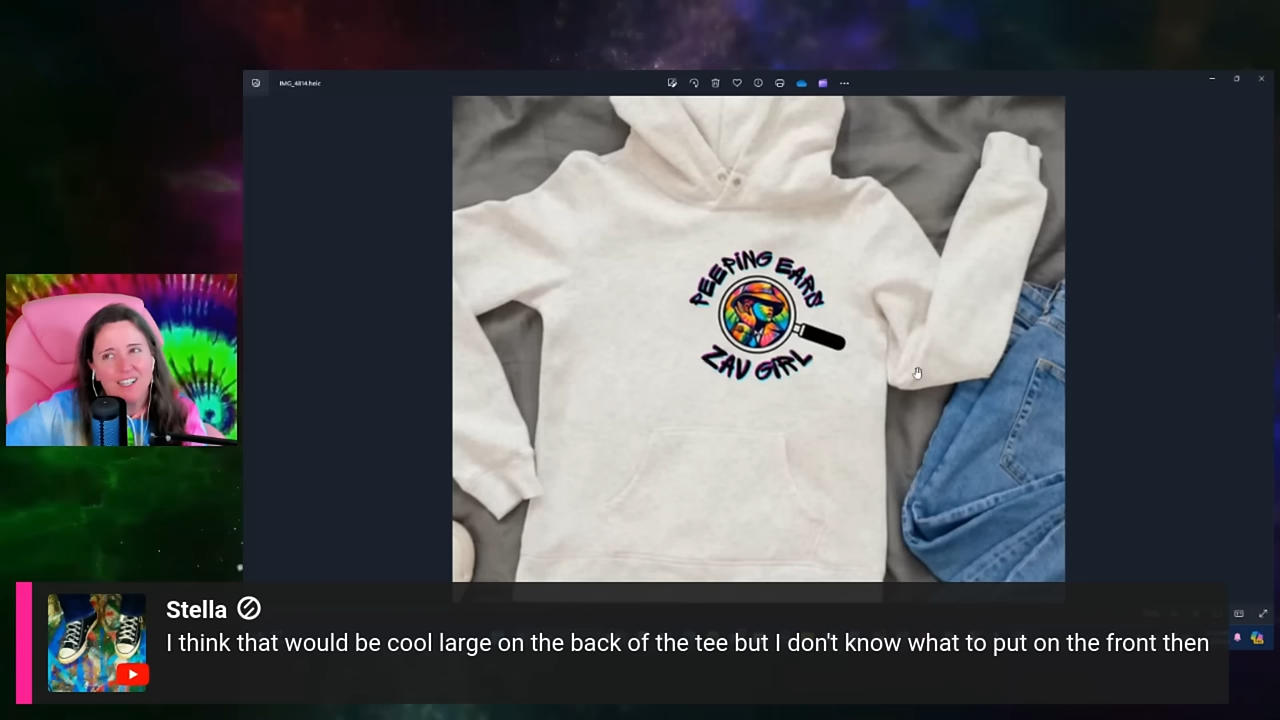 IMG_4814.heic
PEEPING EARS
ZAV GIRL
Stella
I think that would be cool large on the back of the tee but I don't know what to put on the front then